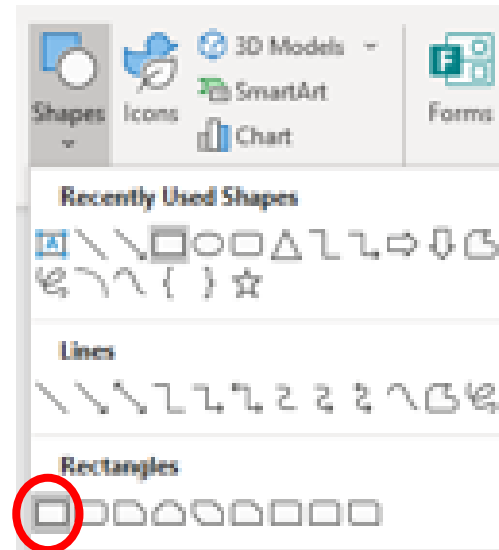 3D Models
SmartArt
Shapes Icons Forms
Chart
Recently Used Shapes
Lines
Rectangles